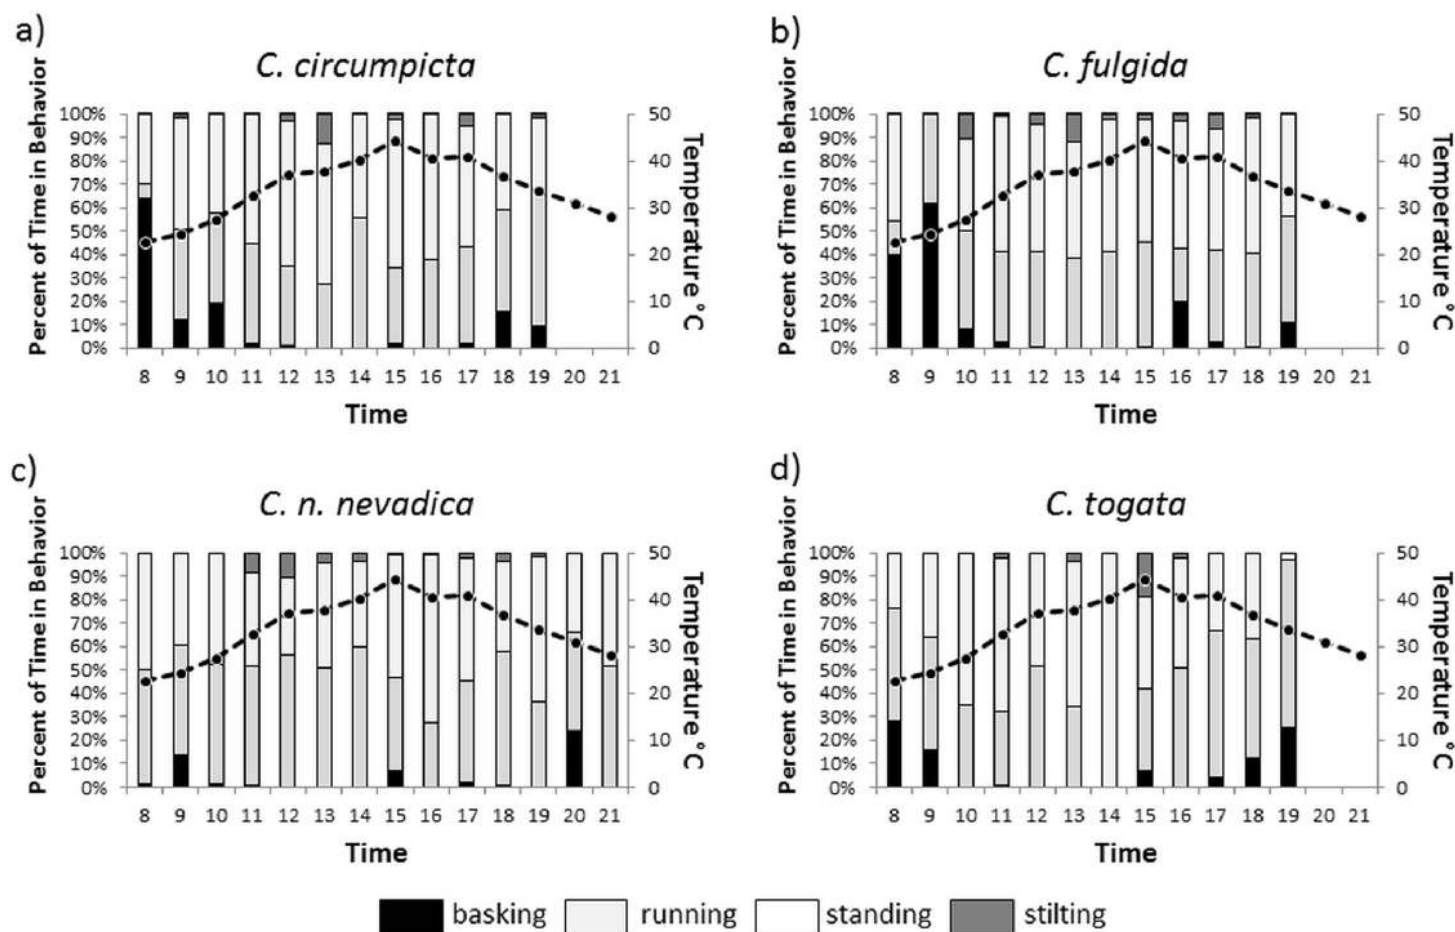 a)
C. circumpicta
Percent of Time in Behavior
100%
90%
80%
70%
60%
50%
40%
30%
20%
10%
0%
50
40
30
20
10
0
Temperature °C
8 9 10 11 12 13 14 15 16 17 18 19 20 21
Time
b)
C. fulgida
Percent of Time in Behavior
100%
90%
80%
70%
60%
50%
40%
30%
20%
10%
0%
50
40
30
20
10
0
Temperature °C
8 9 10 11 12 13 14 15 16 17 18 19 20 21
Time
c)
C. n. nevadica
Percent of Time in Behavior
100%
90%
80%
70%
60%
50%
40%
30%
20%
10%
0%
50
40
30
20
10
0
Temperature °C
8 9 10 11 12 13 14 15 16 17 18 19 20 21
Time
d)
C. togata
Percent of Time in Behavior
100%
90%
80%
70%
60%
50%
40%
30%
20%
10%
0%
50
40
30
20
10
0
Temperature °C
8 9 10 11 12 13 14 15 16 17 18 19 20 21
Time
basking running standing stilting